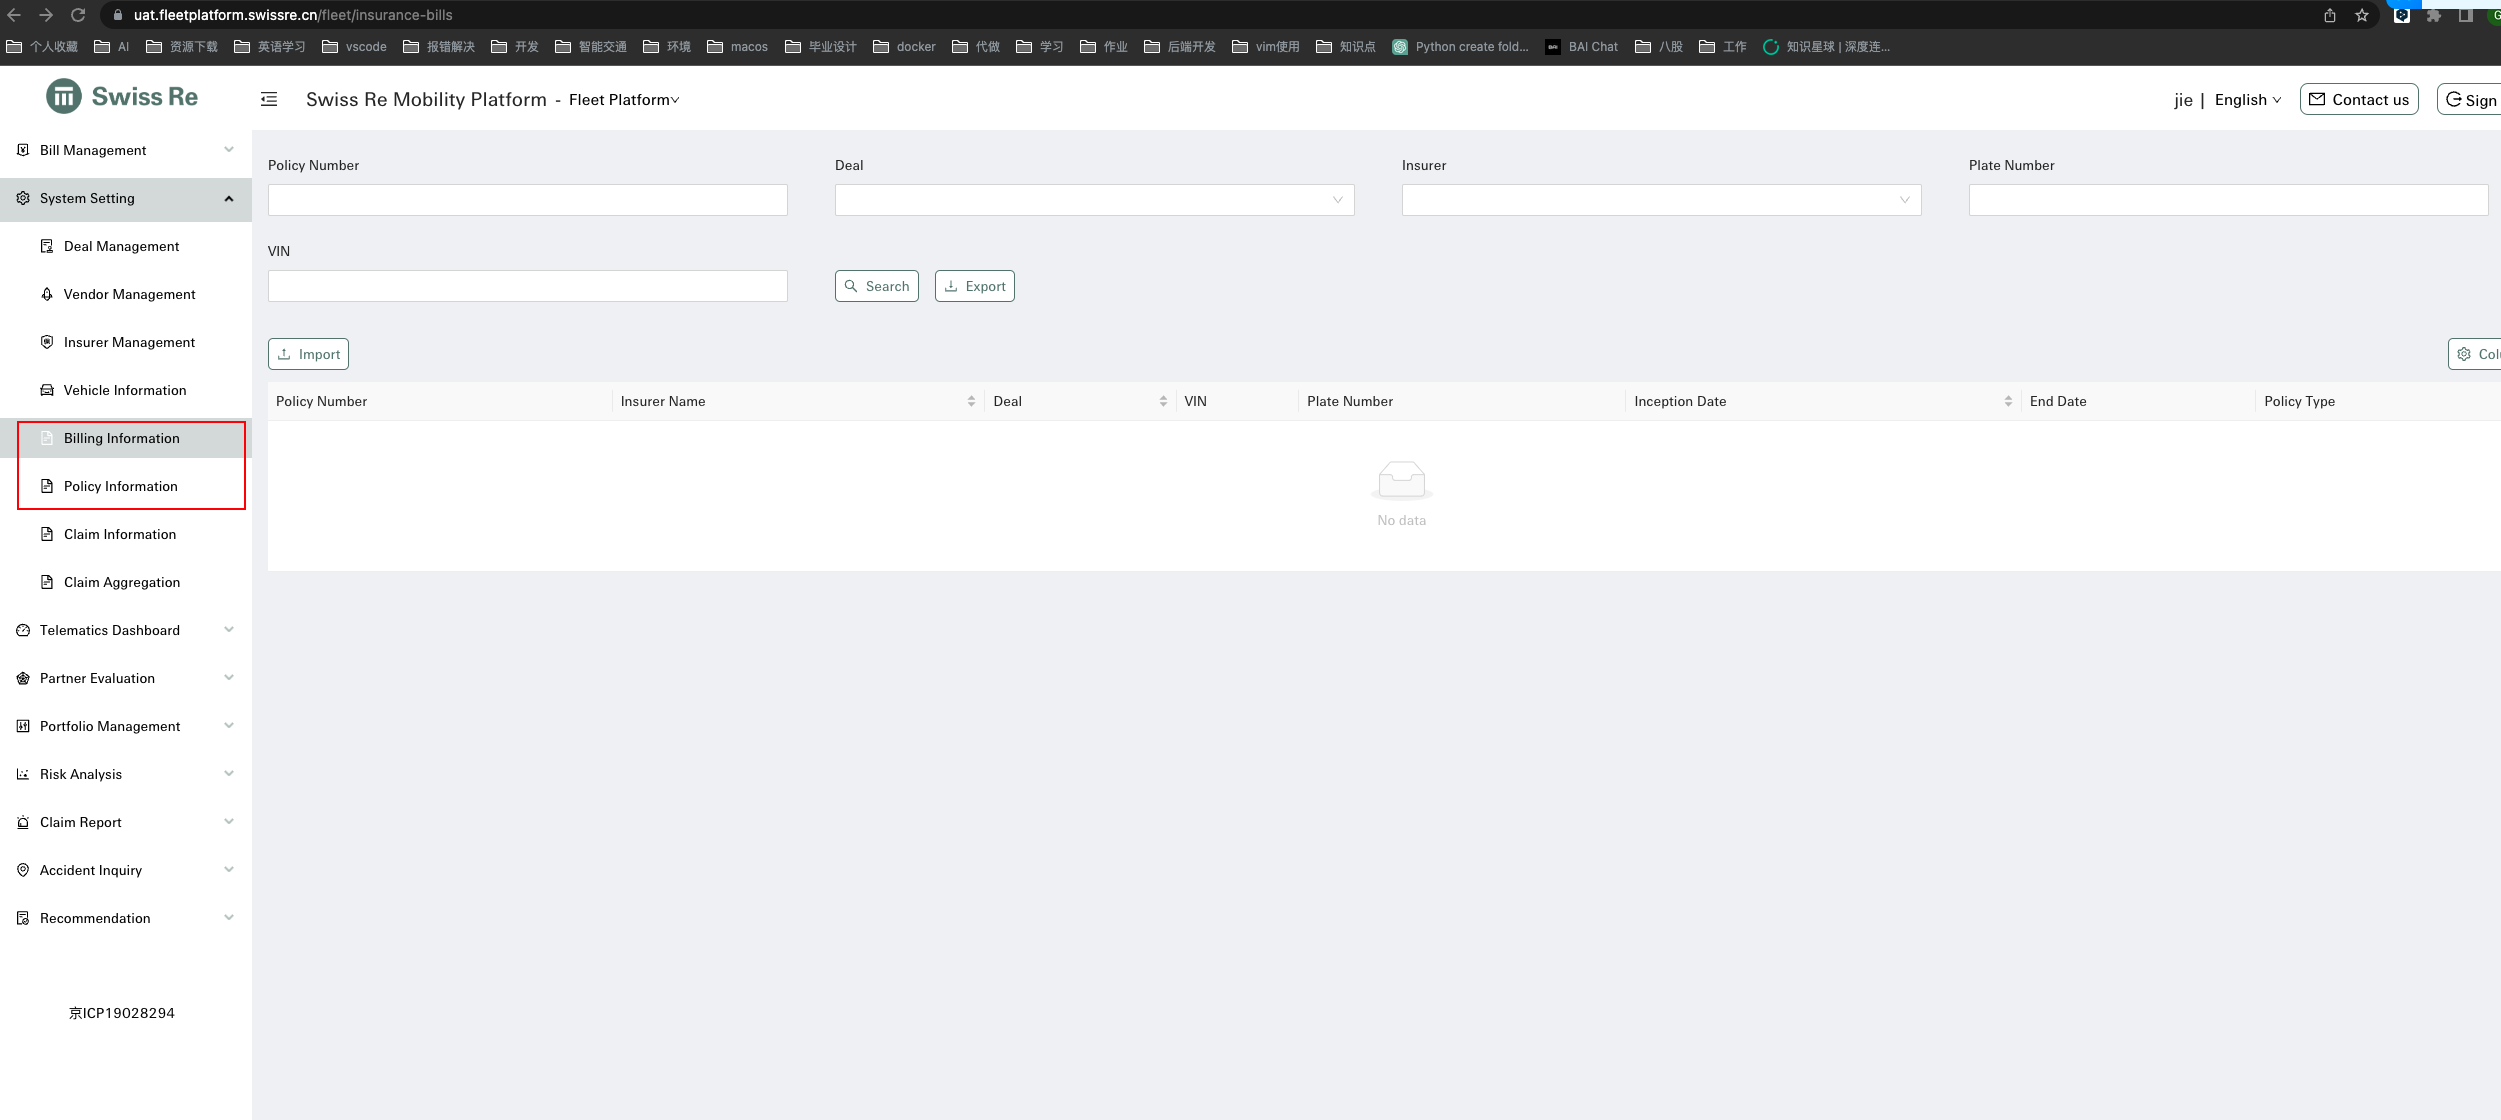 uat.fleetplatform.swissre.cn/fleet/insurance-bills
个人收藏 AI 资源下载 英语学习 vscode 报错解决 开发 智能交通 环境 macos 毕业设计 docker 代做 学习 作业 后端开发 vim使用 知识点 Python create fold... BAI Chat 八股 工作 知识星球 | 深度连...
Swiss Re
Swiss Re Mobility Platform - Fleet Platform
jie | English Contact us Sign
Bill Management
System Setting
Deal Management
Vendor Management
Insurer Management
Vehicle Information
Billing Information
Policy Information
Claim Information
Claim Aggregation
Telematics Dashboard
Partner Evaluation
Portfolio Management
Risk Analysis
Claim Report
Accident Inquiry
Recommendation
京ICP19028294
Policy Number Deal Insurer Plate Number
VIN
Search Export
Import
Policy Number Insurer Name Deal VIN Plate Number Inception Date End Date Policy Type
No data